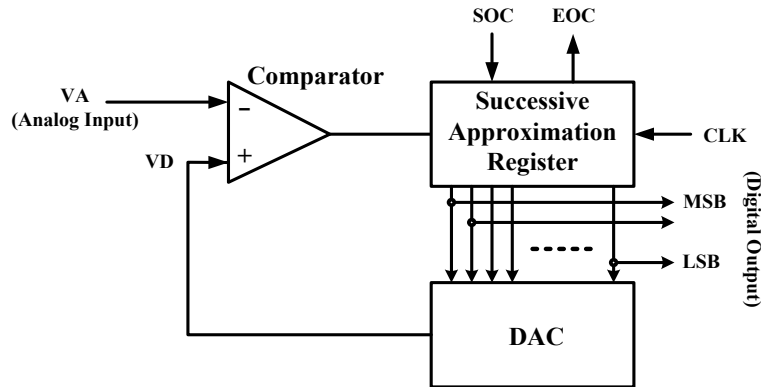 SOC
EOC
Comparator
VA
(Analog Input)
-
+
VD
Successive
Approximation
Register
CLK
MSB
LSB
(Digital Output)
DAC